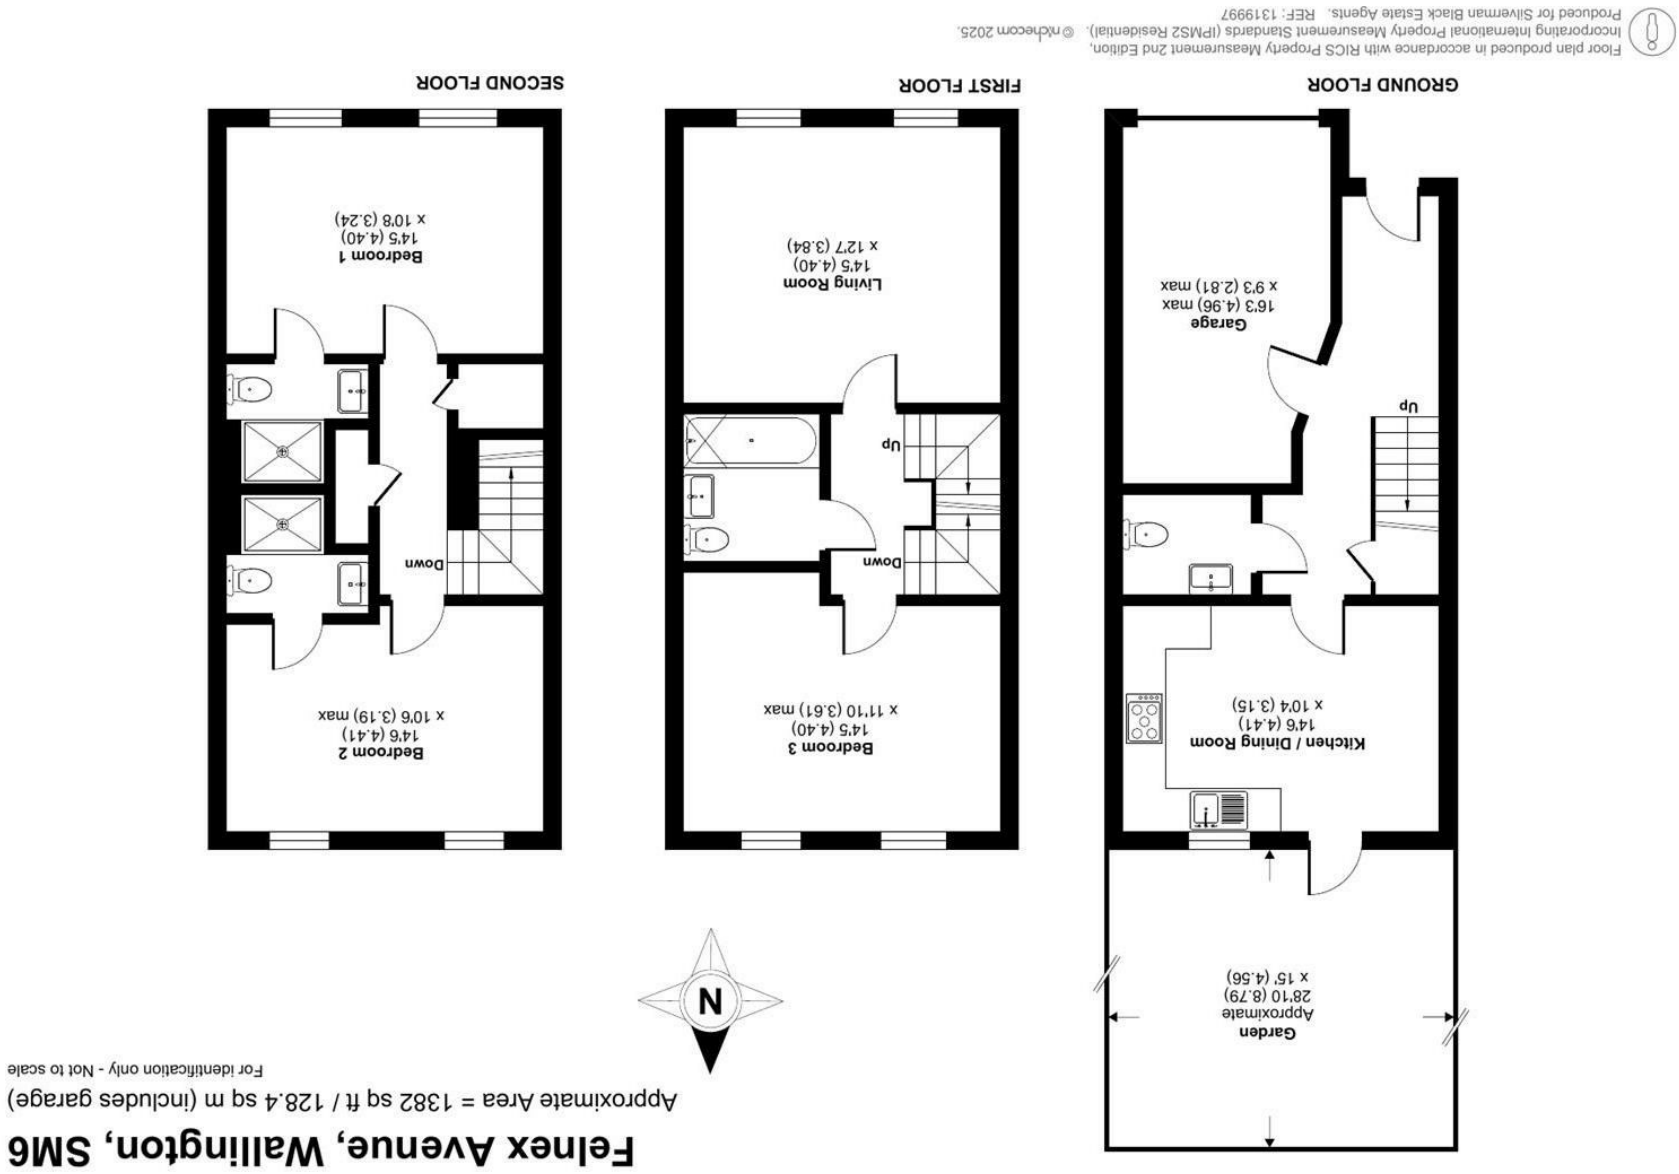 Felnex Avenue, Wallington, SM6
Approximate Area = 1382 sq ft / 128.4 sq m (includes garage)
For identification only - Not to scale
N
Garden
Approximate
28'10 (8.79)
x 15' (4.56)
Kitchen / Dining Room
14'6 (4.41)
x 10'4 (3.15)
Up
Garage
16'3 (4.96) max
x 9'3 (2.81) max
GROUND FLOOR
Bedroom 3
14'5 (4.40)
x 11'10 (3.61) max
Down
Up
Living Room
14'5 (4.40)
x 12'7 (3.84)
FIRST FLOOR
Bedroom 2
14'6 (4.41)
x 10'6 (3.19) max
Down
Bedroom 1
14'5 (4.40)
x 10'8 (3.24)
SECOND FLOOR
Floor plan produced in accordance with RICS Property Measurement 2nd Edition,
Incorporating International Property Measurement Standards (IPMS2 Residential). © nichecom 2025.
Produced for Silverman Black Estate Agents. REF: 1319997